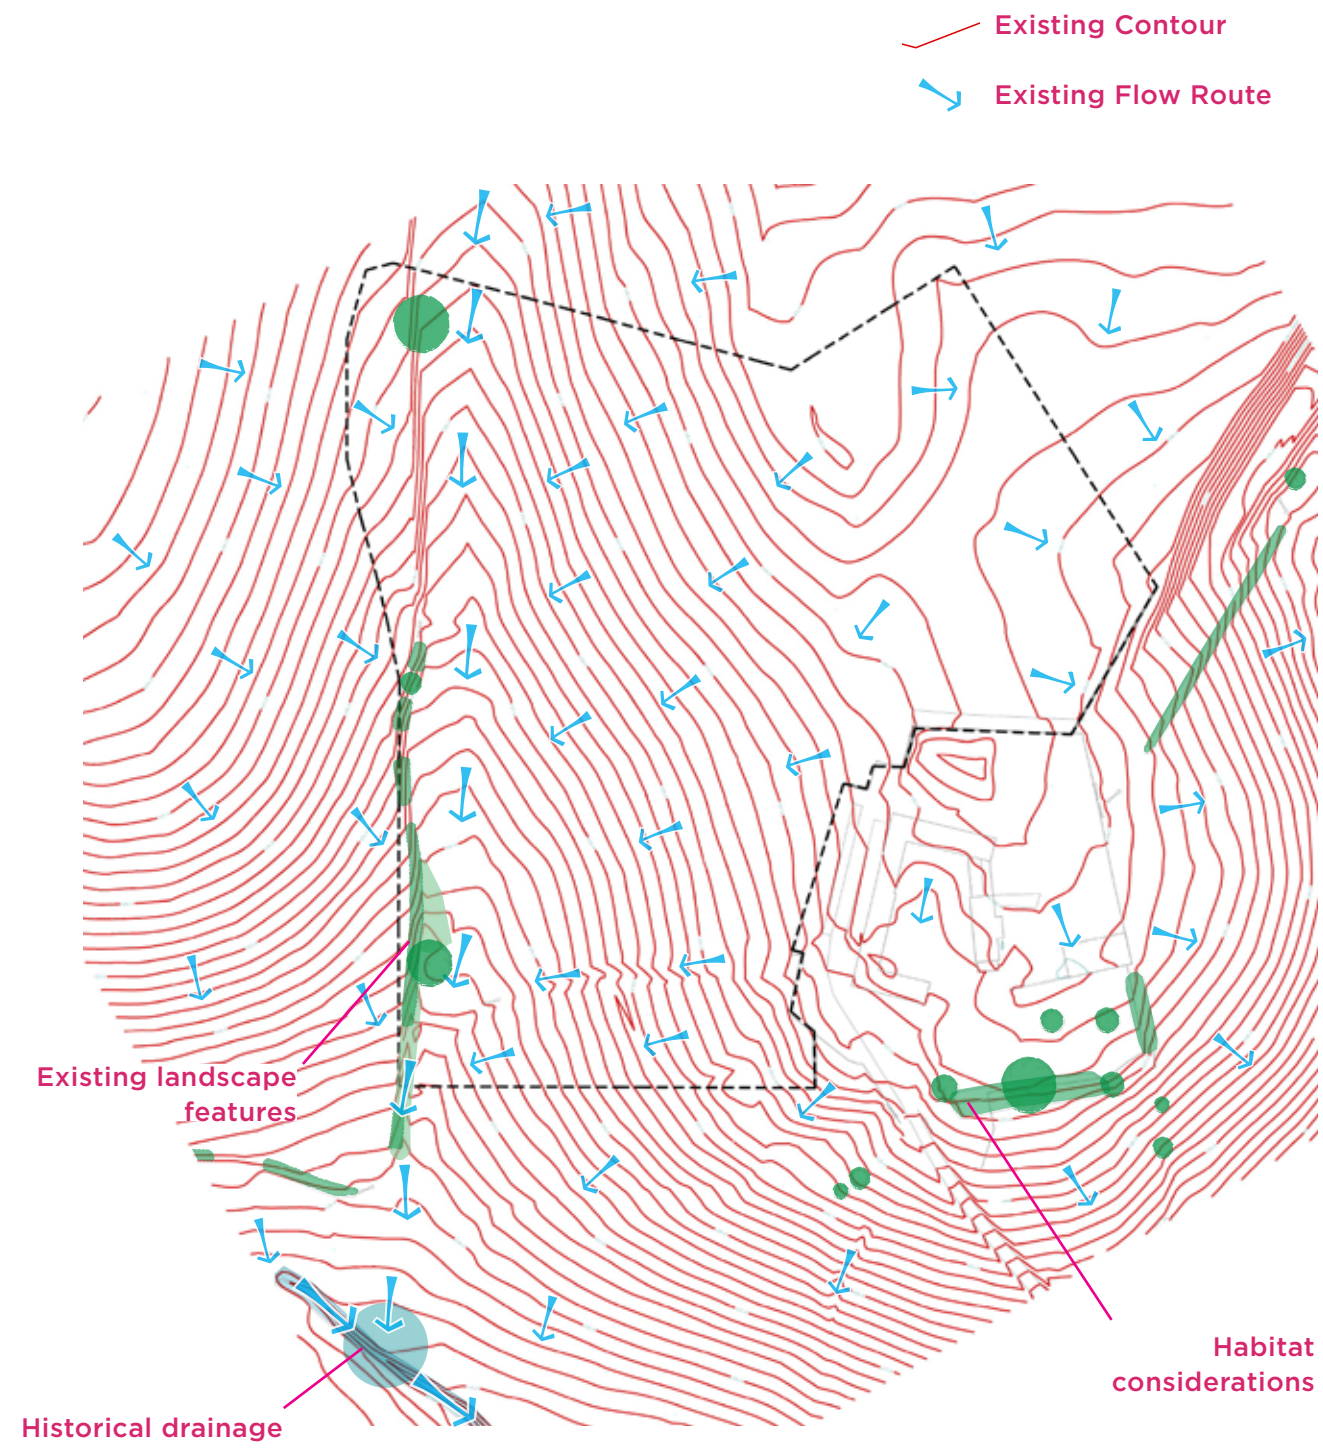 Existing Contour
Existing Flow Route
Existing landscape
features
Habitat
considerations
Historical drainage